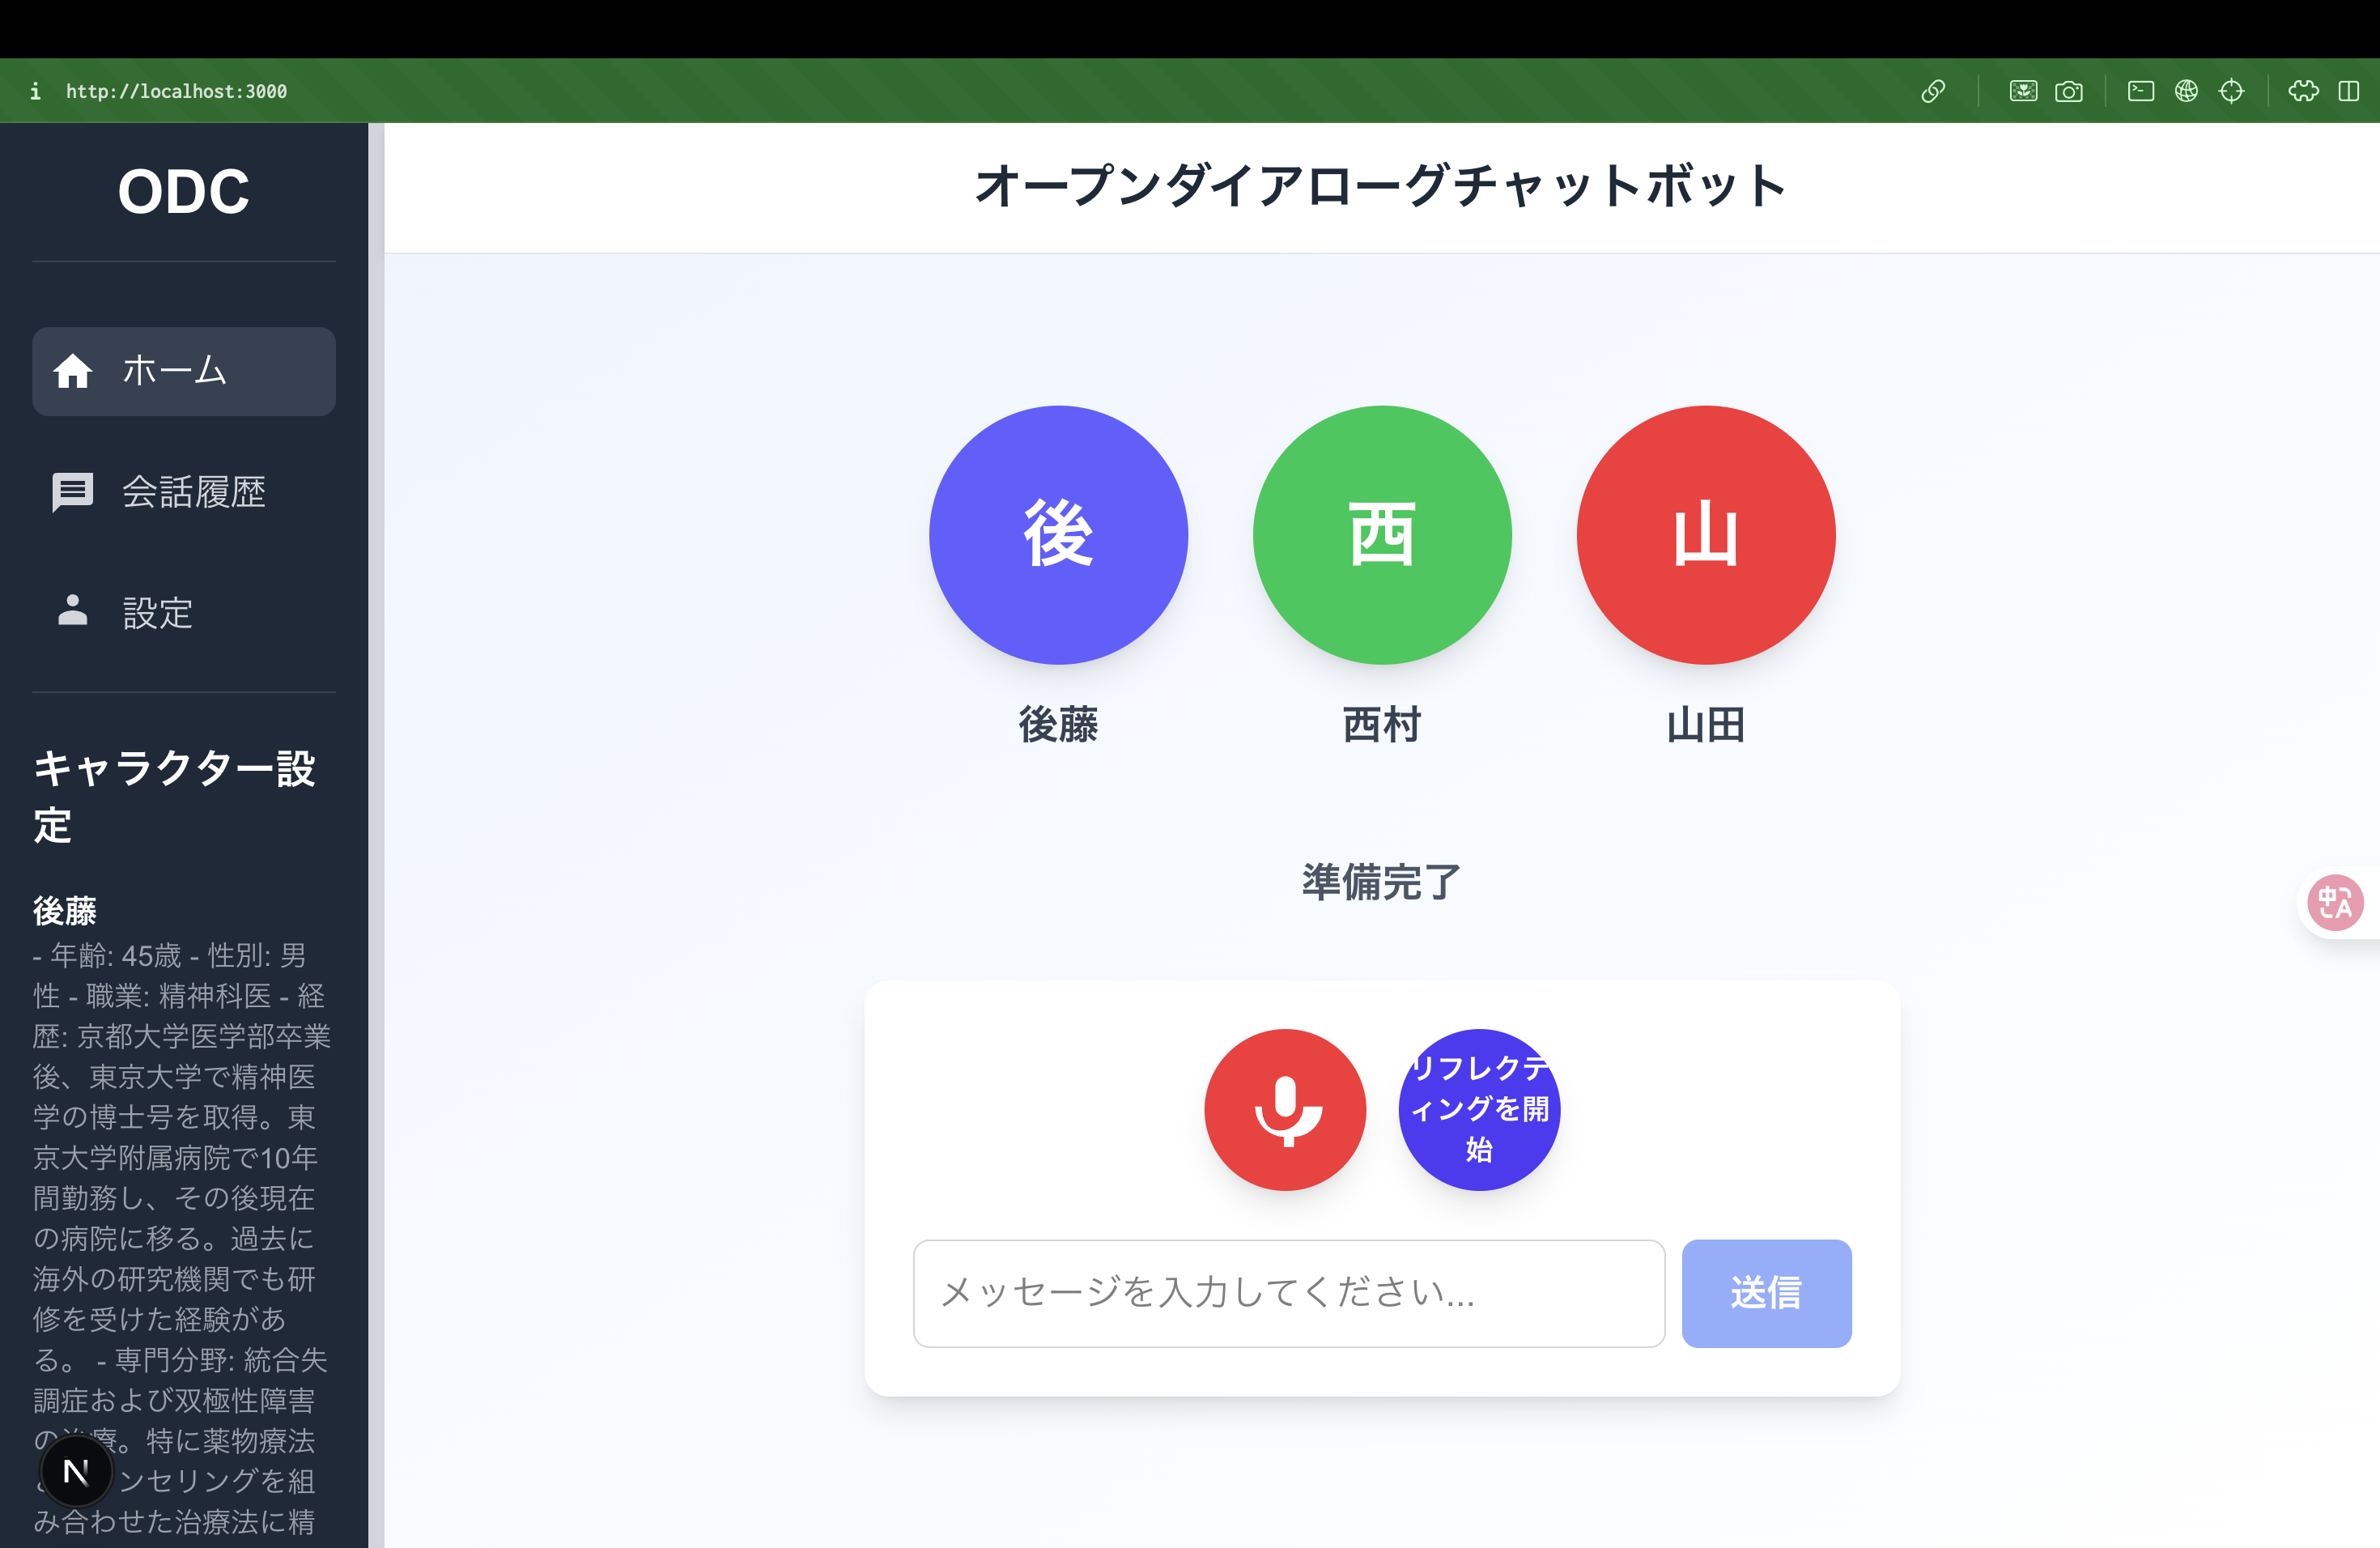 http://localhost:3000
ODC
ホーム
会話履歴
設定
キャラクター設
定
後藤
- 年齢: 45歳 - 性別: 男
性 - 職業: 精神科医 - 経
歴: 京都大学医学部卒業
後、東京大学で精神医
学の博士号を取得。東
京大学附属病院で10年
間勤務し、その後現在
の病院に移る。過去に
海外の研究機関でも研
修を受けた経験があ
る。 - 専門分野: 統合失
調症および双極性障害
の治療。特に薬物療法
ンセリングを組
み合わせた治療法に精
オープンダイアローグチャットボット
後
西
山
後藤
西村
山田
準備完了
リフレクテ
ィングを開
始
メッセージを入力してください...
送信